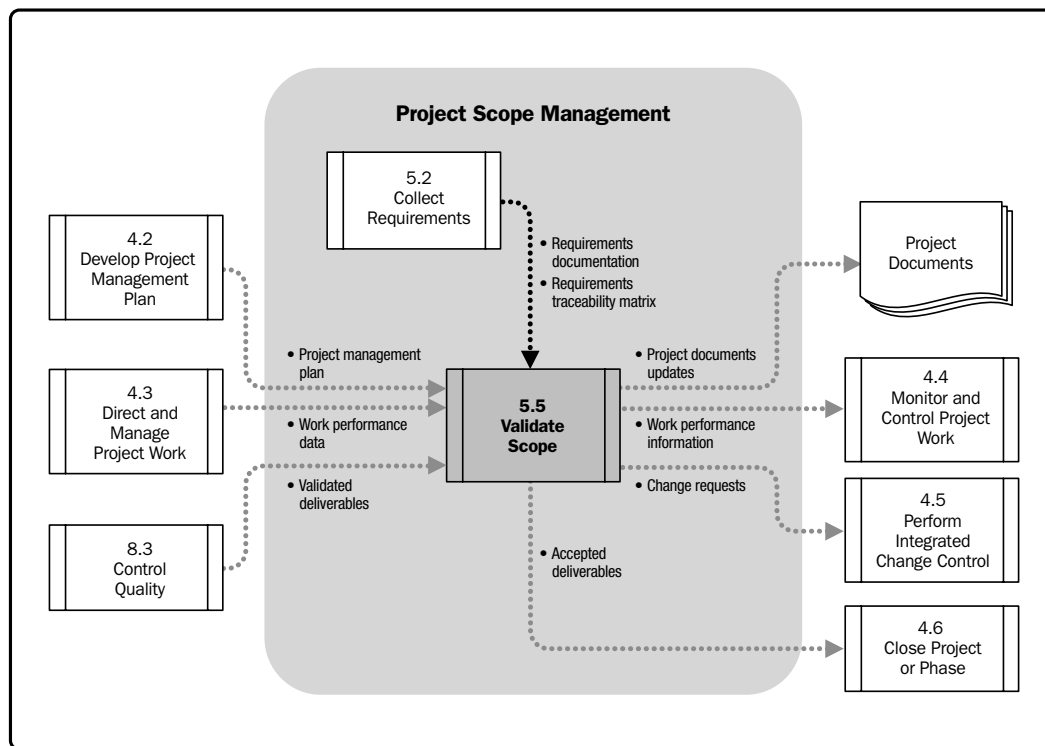 Project Scope Management
5.2
Collect
Requirements
4.2
Develop Project
Management
Plan
Project
Documents
• Requirements
documentation
• Requirements
traceability matrix
• Project management
plan
• Project documents
updates
4.3
Direct and
Manage
Project Work
5.5
Validate
Scope
4.4
Monitor and
Control Project
Work
• Work performance
data
• Work performance
information
• Validated
deliverables
• Change requests
4.5
Perform
Integrated
Change Control
8.3
Control
Quality
• Accepted
deliverables
4.6
Close Project
or Phase